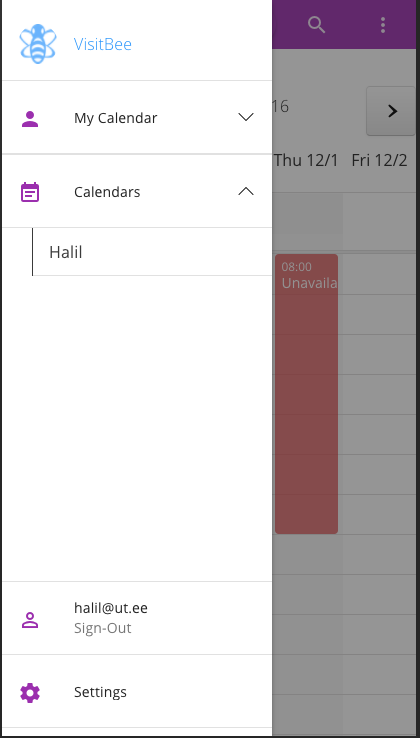 VisitBee
My Calendar
Calendars
Halil
halil@ut.ee
Sign-Out
Settings
16
Thu 12/1 Fri 12/2
08:00
Unavaila